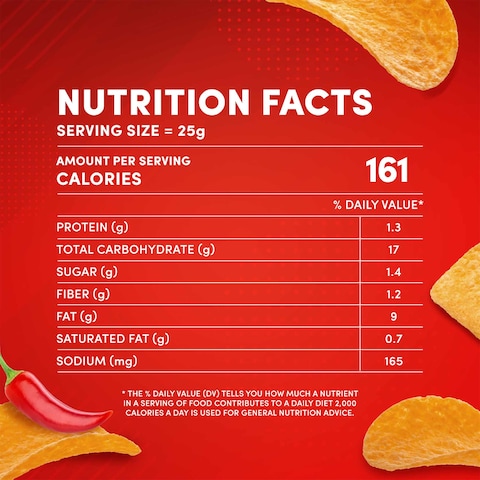 NUTRITION FACTS
SERVING SIZE = 25g
AMOUNT PER SERVING
CALORIES 161
% DAILY VALUE*
PROTEIN (g) 1.3
TOTAL CARBOHYDRATE (g) 17
SUGAR (g) 1.4
FIBER (g) 1.2
FAT (g) 9
SATURATED FAT (g) 0.7
SODIUM (mg) 165
* THE % DAILY VALUE (DV) TELLS YOU HOW MUCH A NUTRIENT
IN A SERVING OF FOOD CONTRIBUTES TO A DAILY DIET 2,000
CALORIES A DAY IS USED FOR GENERAL NUTRITION ADVICE.